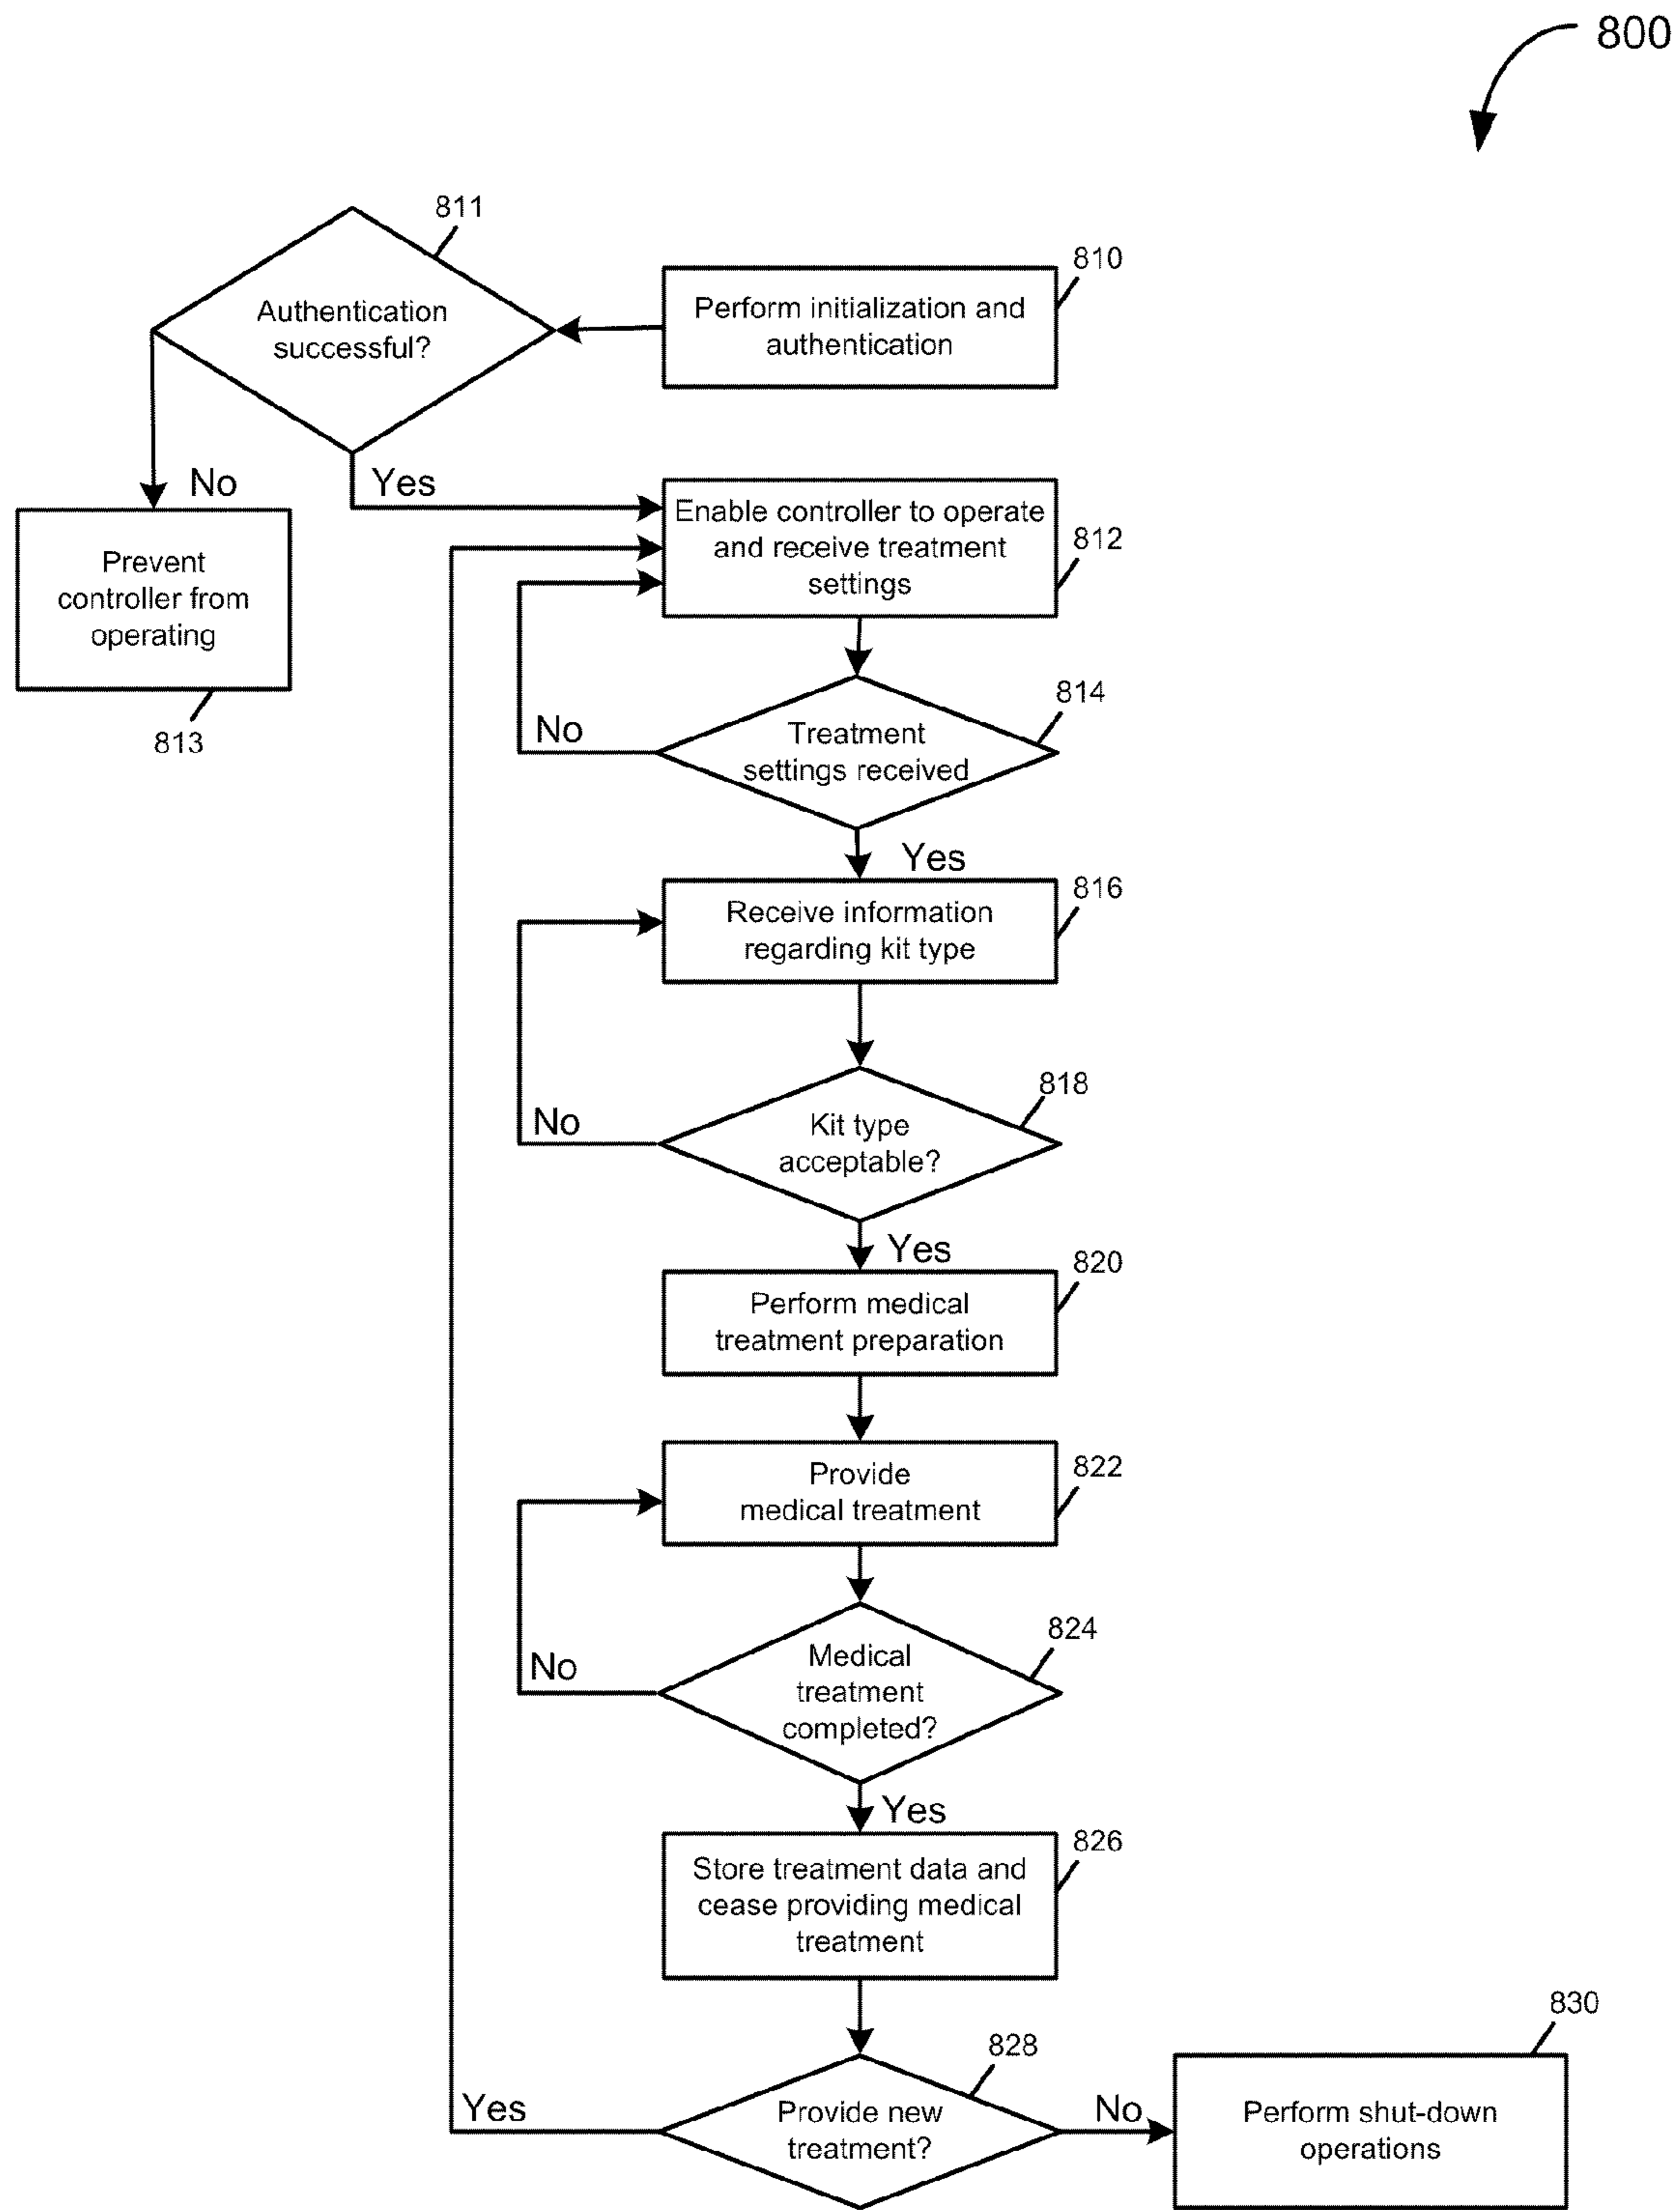 800
811
Authentication
successful?
810
Perform initialization and
authentication
No
Yes
Prevent
controller from
operating
813
Enable controller to operate
and receive treatment
settings
812
814
Treatment
settings received
No
Yes
816
Receive information
regarding kit type
818
Kit type
acceptable?
No
Yes
820
Perform medical
treatment preparation
822
Provide
medical treatment
824
Medical
treatment
completed?
No
Yes
826
Store treatment data and
cease providing medical
treatment
828
Provide new
treatment?
Yes
No
830
Perform shut-down
operations